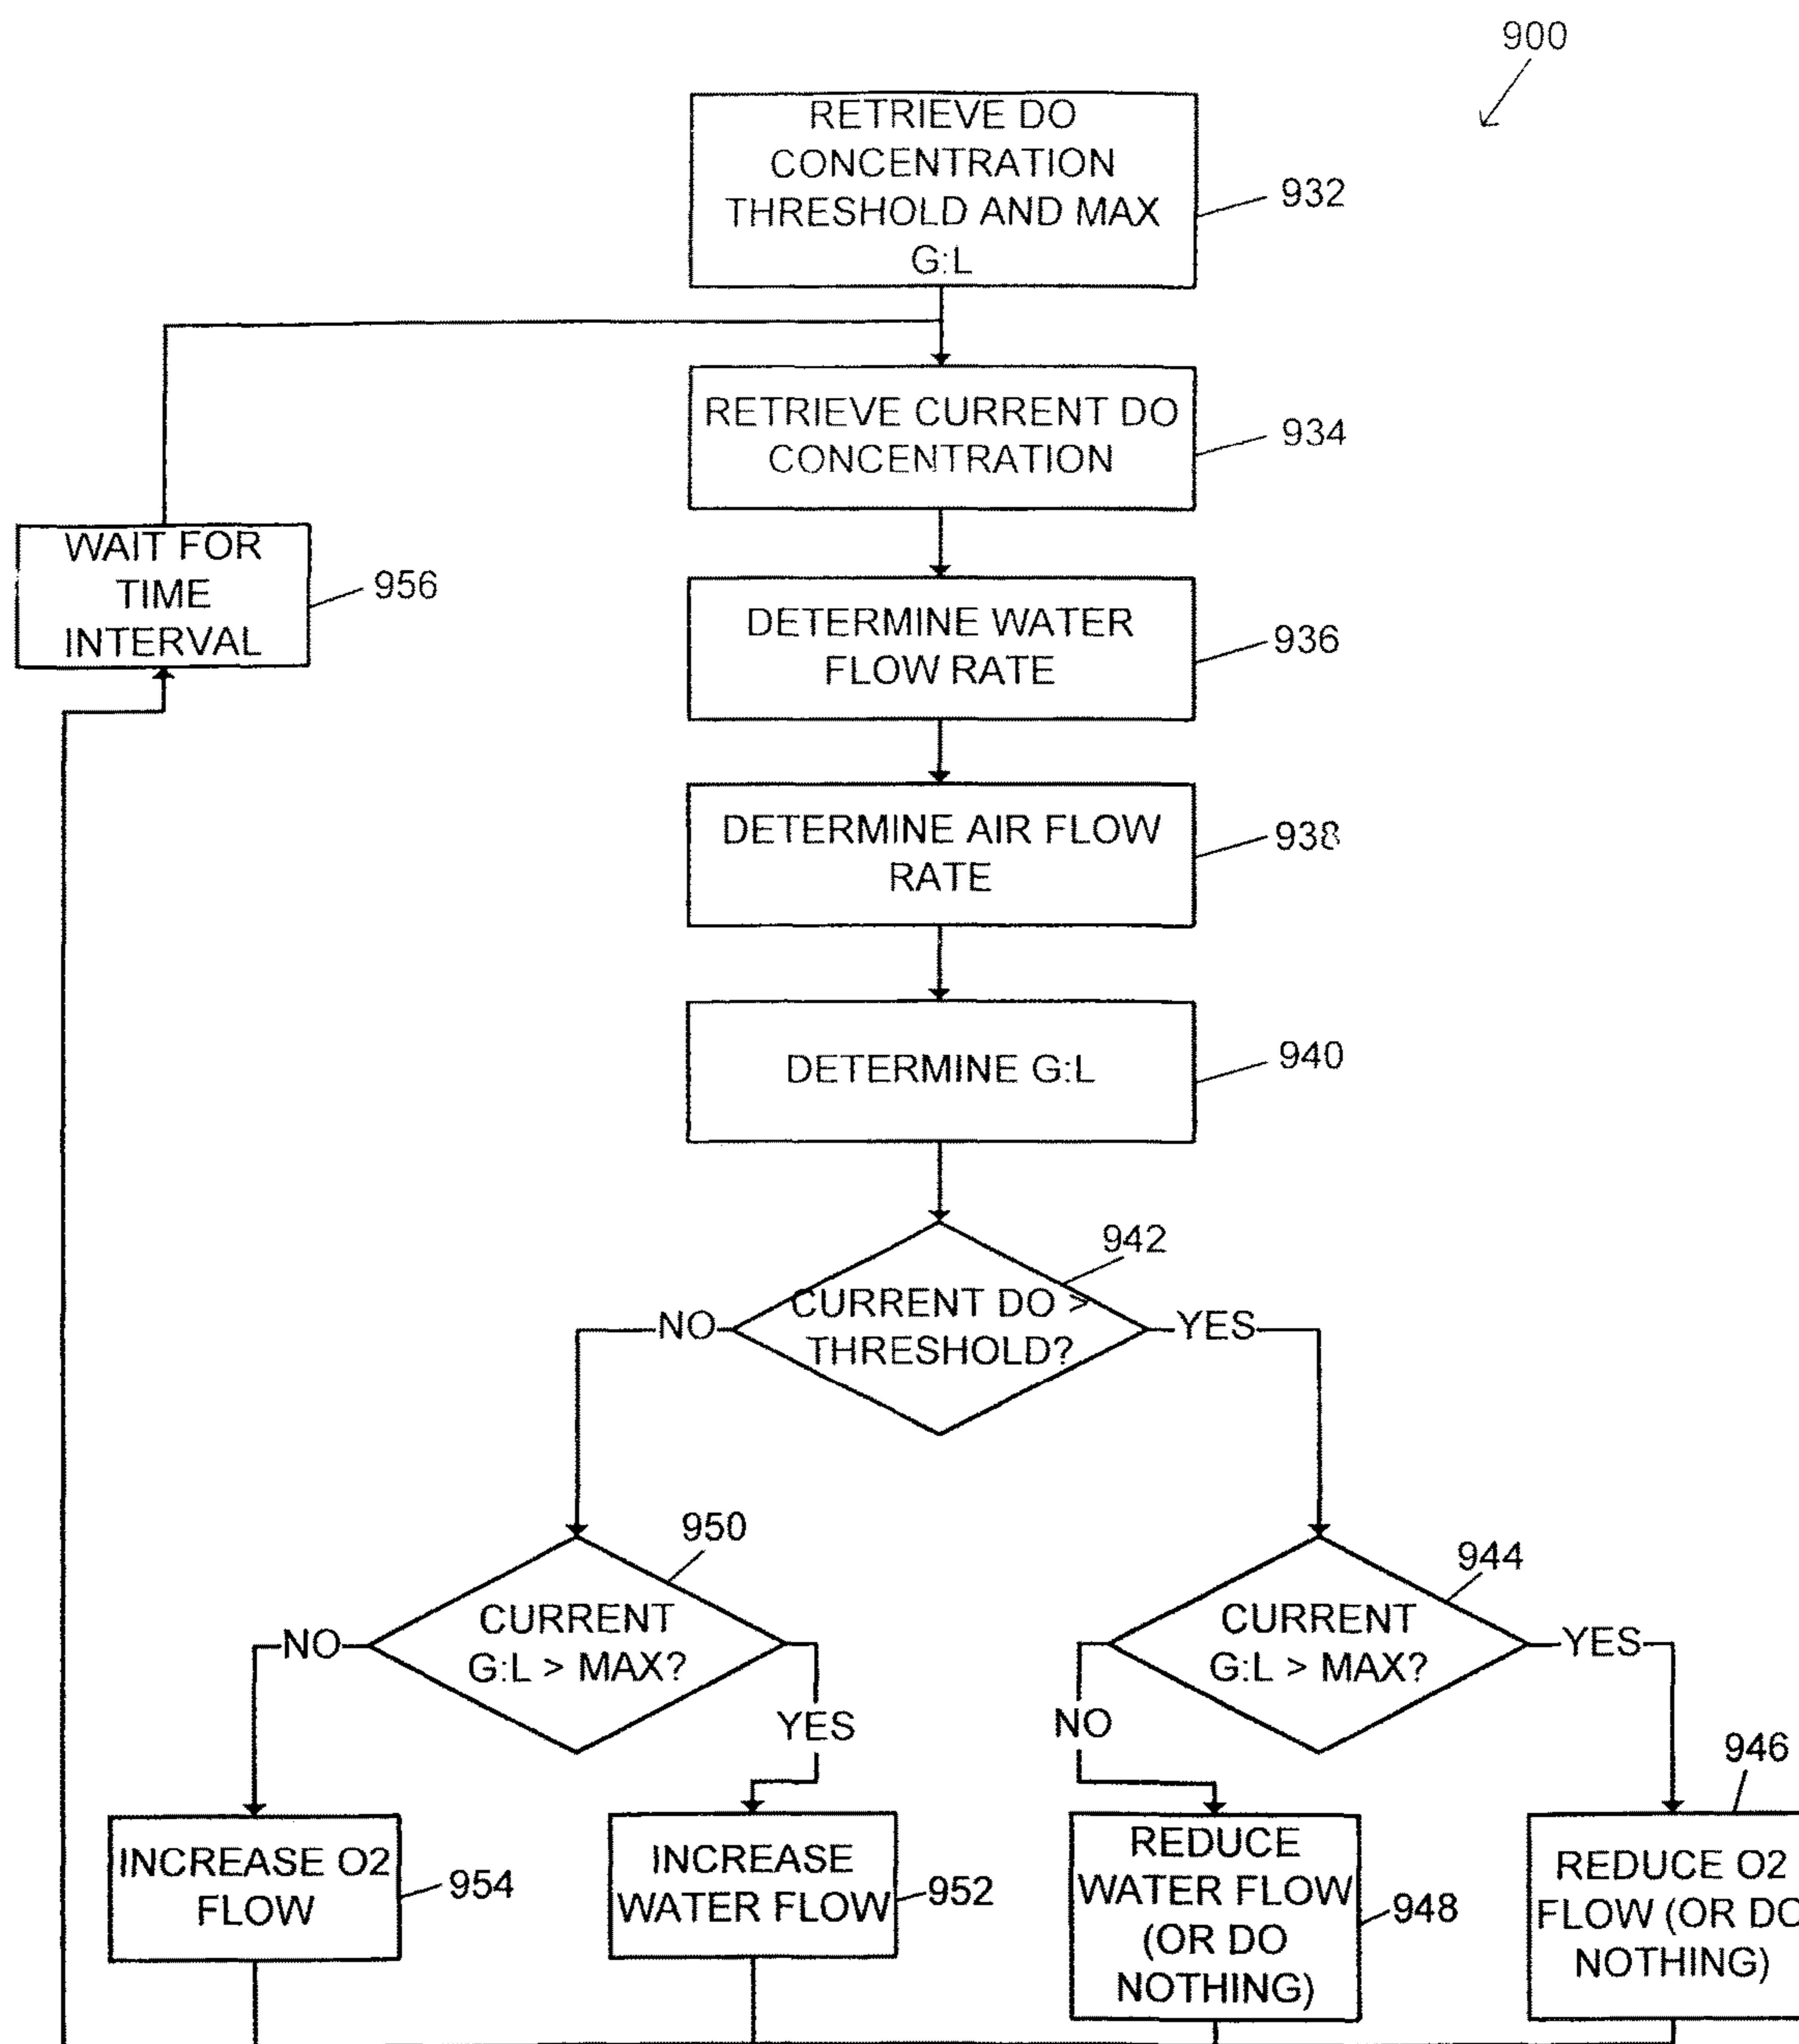 900
RETRIEVE DO
CONCENTRATION
THRESHOLD AND MAX
G:L
932
RETRIEVE CURRENT DO
CONCENTRATION
934
WAIT FOR
TIME
INTERVAL
956
DETERMINE WATER
FLOW RATE
936
DETERMINE AIR FLOW
RATE
938
DETERMINE G:L
940
942
CURRENT DO >
THRESHOLD?
NO
YES
950
CURRENT
G:L > MAX?
NO
YES
944
CURRENT
G:L > MAX?
NO
YES
946
INCREASE O2
FLOW
954
INCREASE
WATER FLOW
952
REDUCE
WATER FLOW
(OR DO
NOTHING)
948
REDUCE O2
FLOW (OR DO
NOTHING)